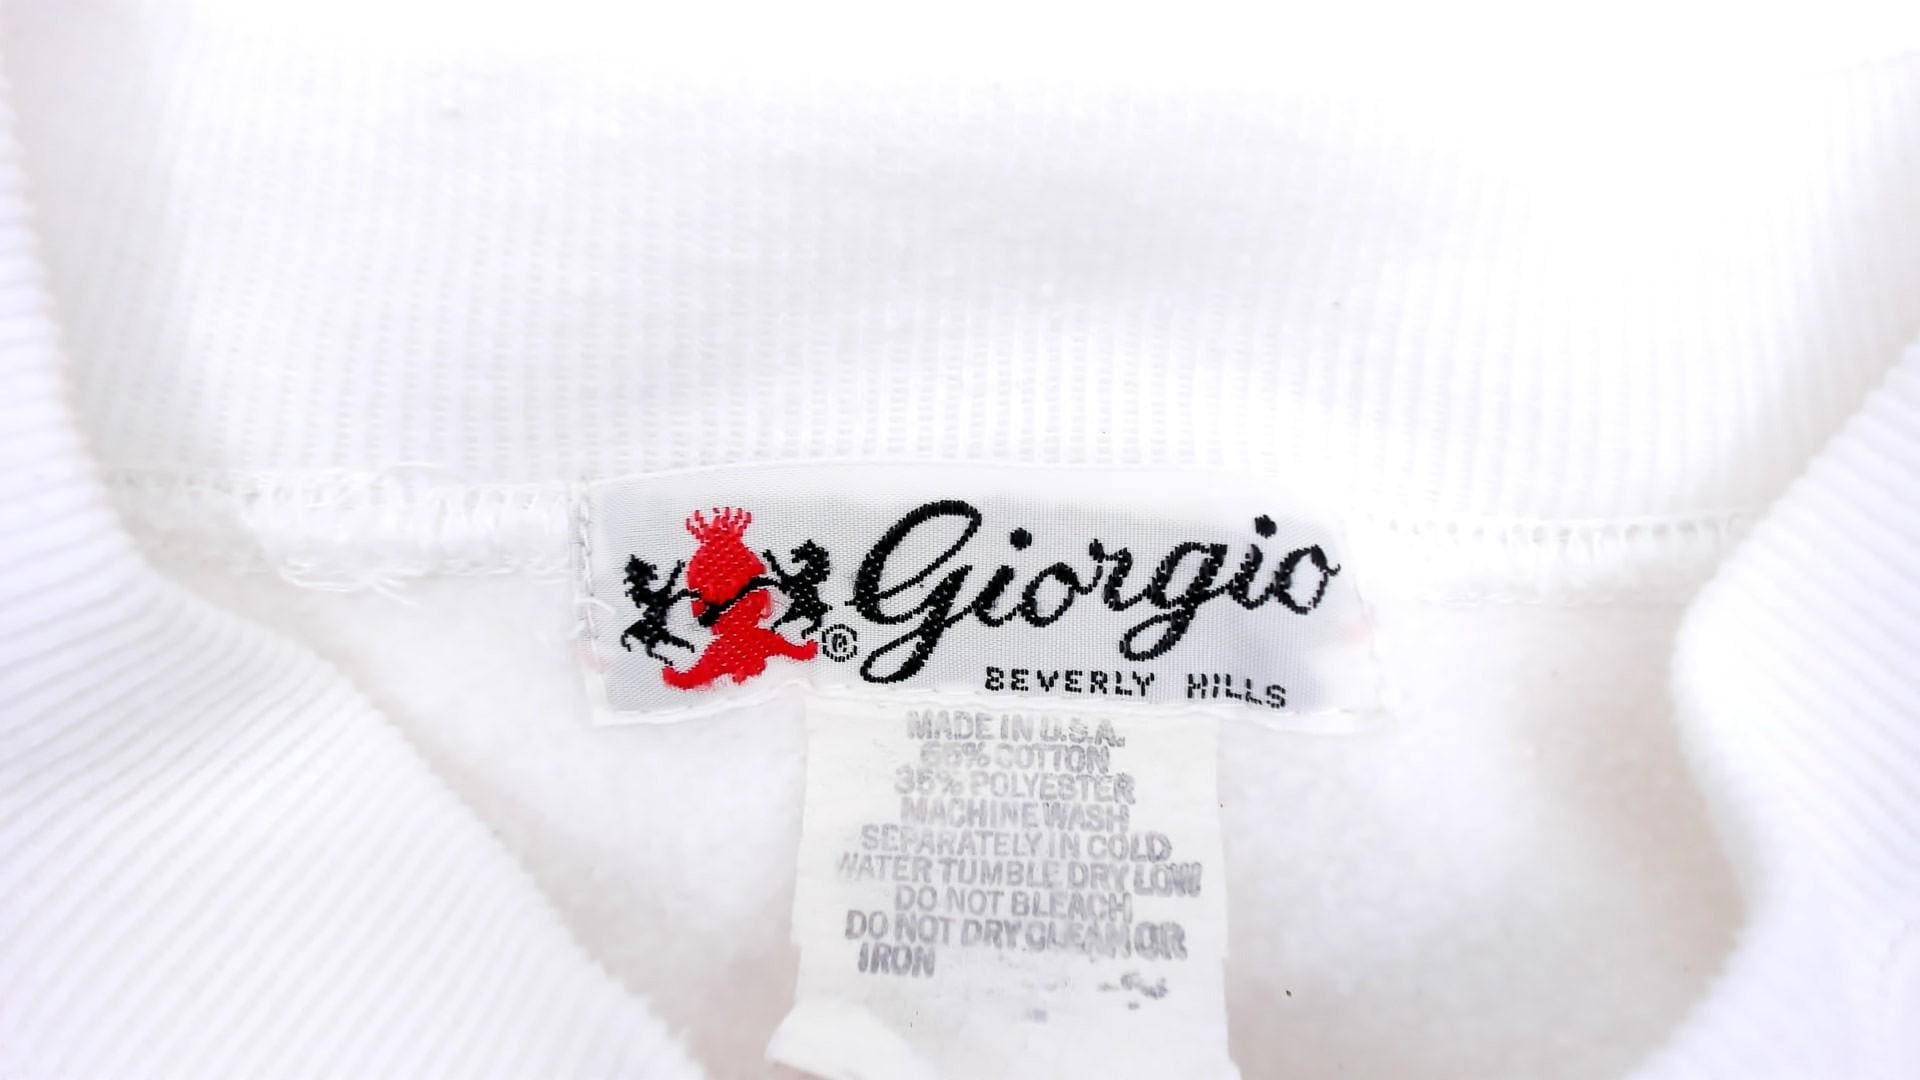 Giorgio
®
BEVERLY HILLS
MADE IN U.S.A.
65% COTTON
35% POLYESTER
MACHINE WASH
SEPARATELY IN COLD
WATER TUMBLE DRY LOW
DO NOT BLEACH
DO NOT DRY CLEAN OR
IRON